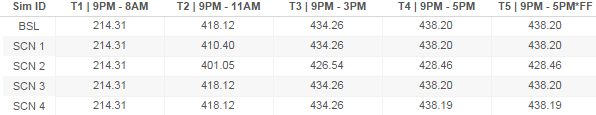 Sim ID T1 | 9PM - 8AM T2 | 9PM - 11AM T3 | 9PM - 3PM T4 | 9PM - 5PM T5 | 9PM - 5PM*FF
BSL 214.31 418.12 434.26 438.20 438.20
SCN 1 214.31 410.40 434.26 438.20 438.20
SCN 2 214.31 401.05 426.54 428.46 428.46
SCN 3 214.31 418.12 434.26 438.20 438.20
SCN 4 214.31 418.12 434.26 438.19 438.19